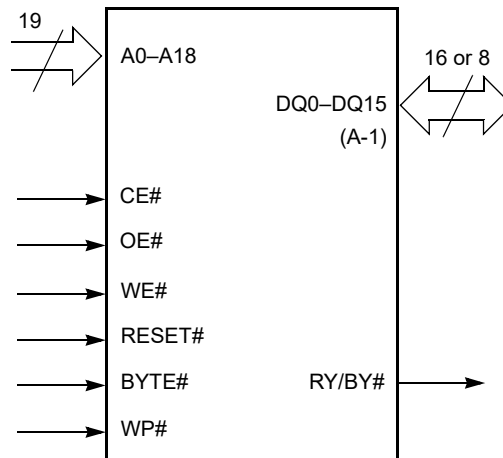 19
A0–A18
16 or 8
DQ0–DQ15
(A-1)
CE#
OE#
WE#
RESET#
BYTE#
RY/BY#
WP#